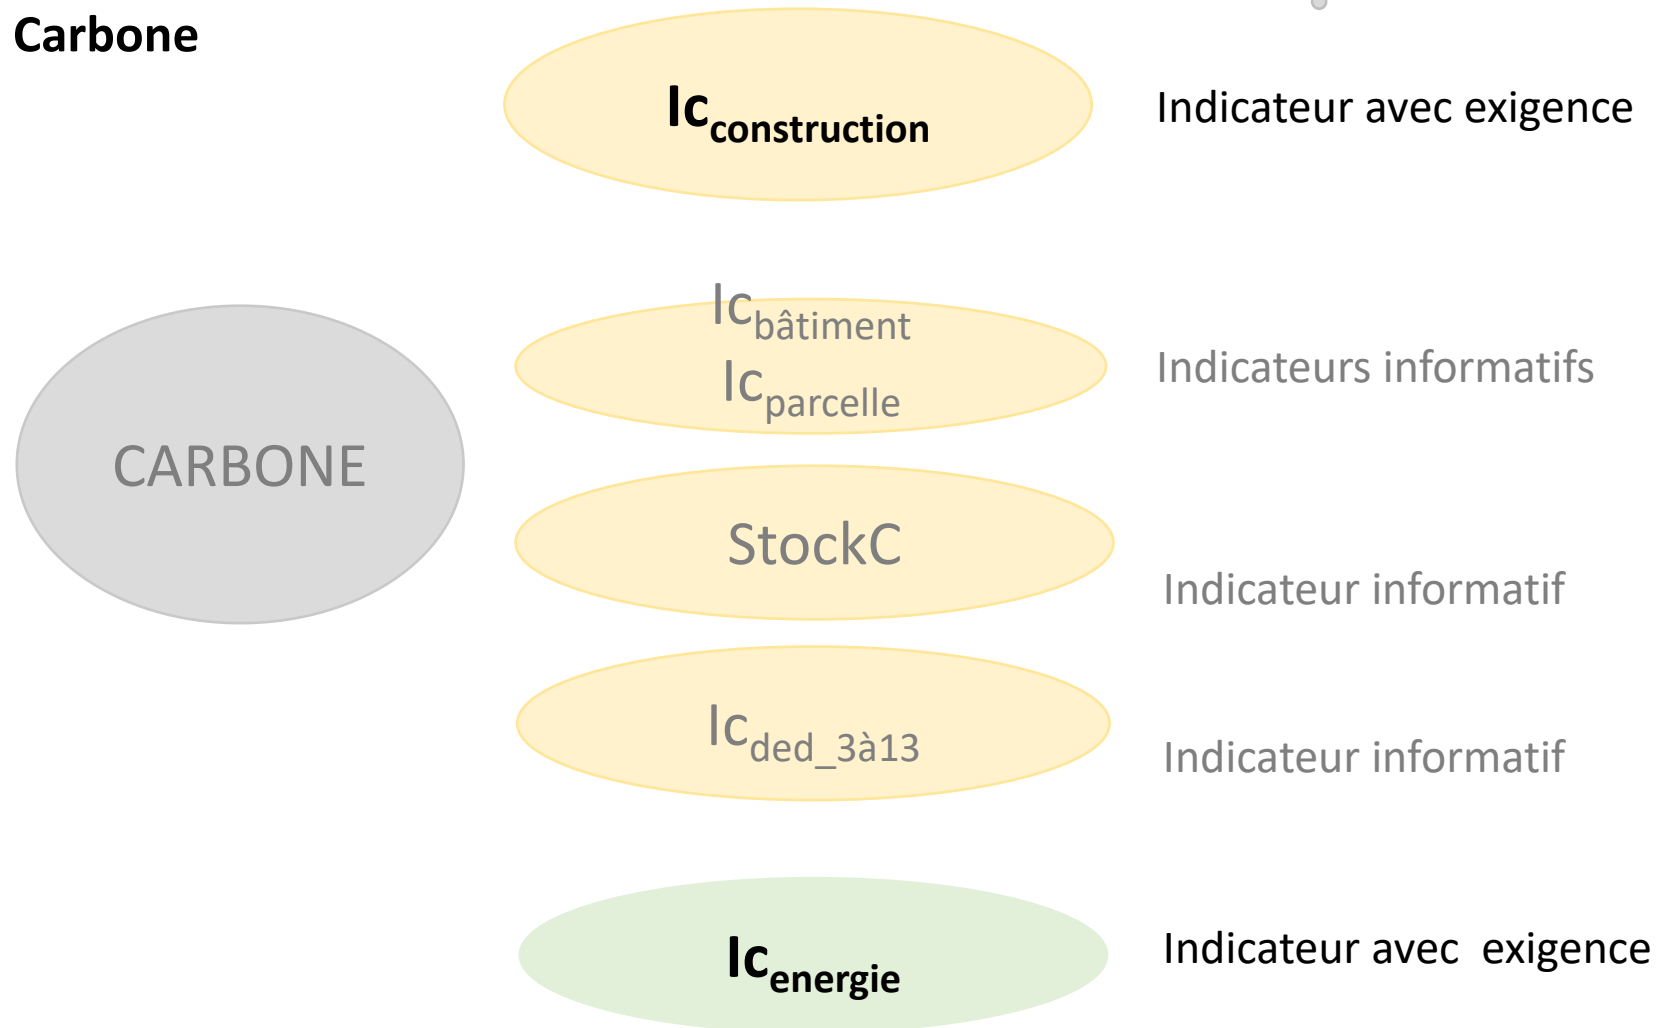 Carbone
Ic construction
Indicateur avec exigence
Ic bâtiment
Ic parcelle
Indicateurs informatifs
CARBONE
StockC
Indicateur informatif
Ic ded_3à13
Indicateur informatif
Ic energie
Indicateur avec exigence